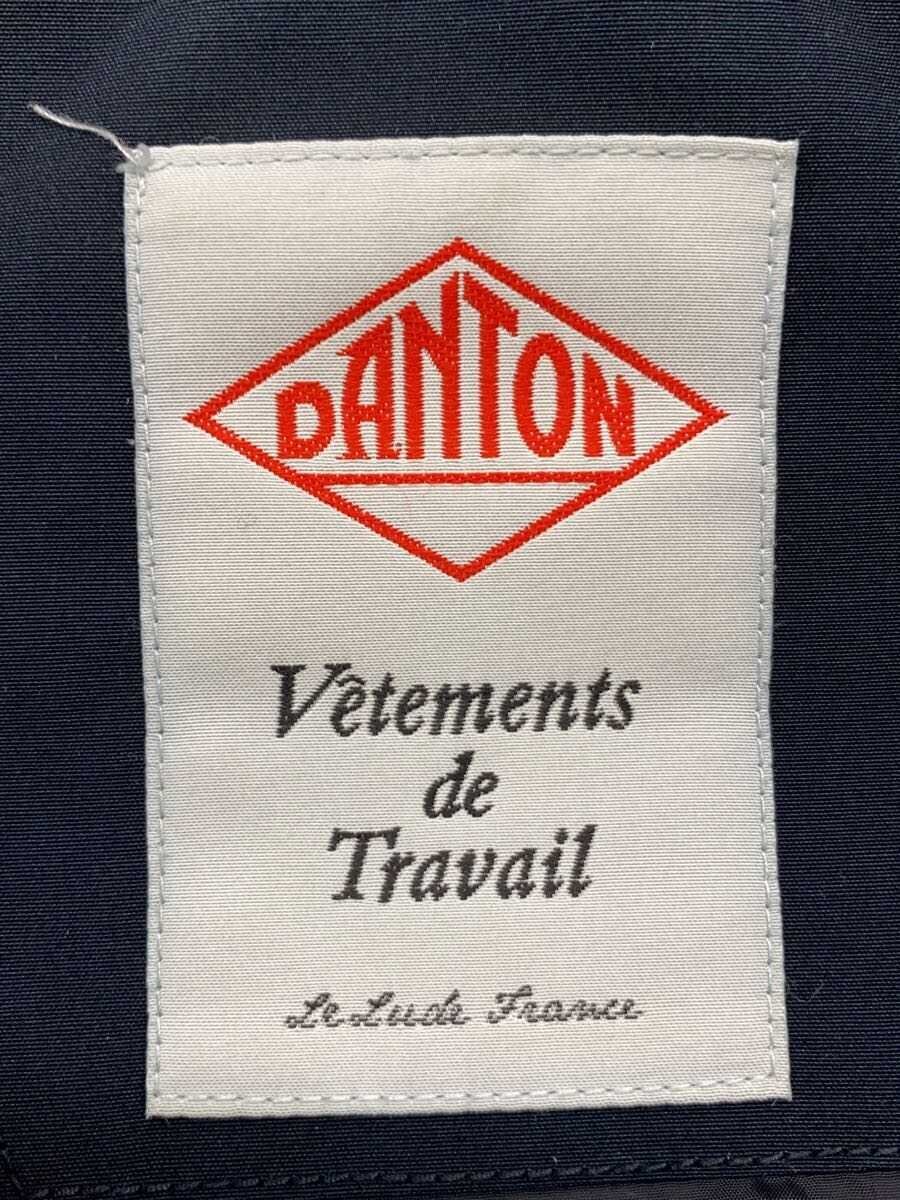 DANTON
Vêtements
de
Travail
Le Lude France